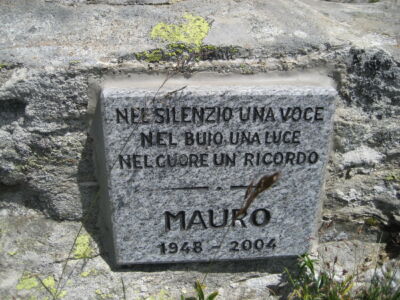 NEL SILENZIO UNA VOCE
NEL BUIO UNA LUCE
NEL CUORE UN RICORDO
MAURO
1948 - 2004